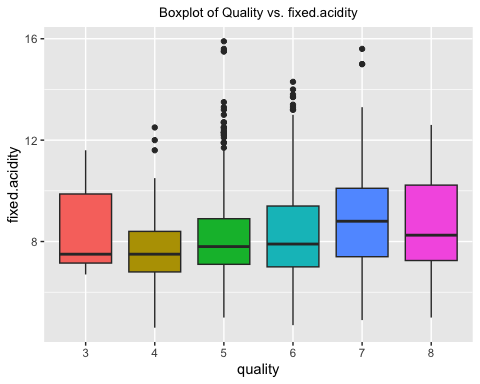 Boxplot of Quality vs. fixed.acidity
16
12
8
fixed.acidity
3 4 5 6 7 8
quality